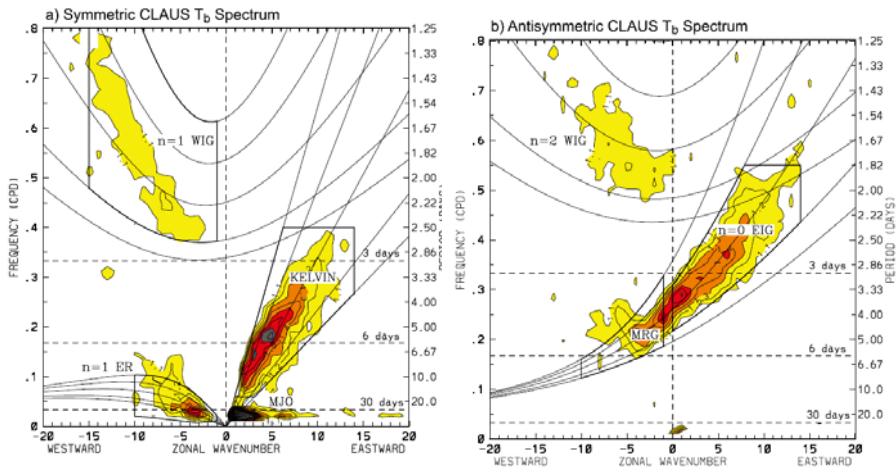 a) Symmetric CLAUS Tb Spectrum
.8
.7
.6
.5
.4
.3
.2
.1
0
FREQUENCY (CPD)
n=1 WIG
KELVIN
n=1 ER
MJO
3 days
6 days
30 days
1.25
1.33
1.43
1.54
1.67
1.82
2.00
2.22
2.50
2.86
3.33
4.00
5.00
6.67
10.0
20.0
-20 -15 -10 -5 0 5 10 15 20
WESTWARD ZONAL WAVENUMBER EASTWARD
b) Antisymmetric CLAUS Tb Spectrum
.8
.7
.6
.5
.4
.3
.2
.1
0
FREQUENCY (CPD)
n=2 WIG
n=0 EIG
MRG
3 days
6 days
30 days
1.25
1.33
1.43
1.54
1.67
1.82
2.00
2.22
2.50
2.86
3.33
4.00
5.00
6.67
10.0
20.0
PERIOD (DAYS)
-20 -15 -10 -5 0 5 10 15 20
WESTWARD ZONAL WAVENUMBER EASTWARD